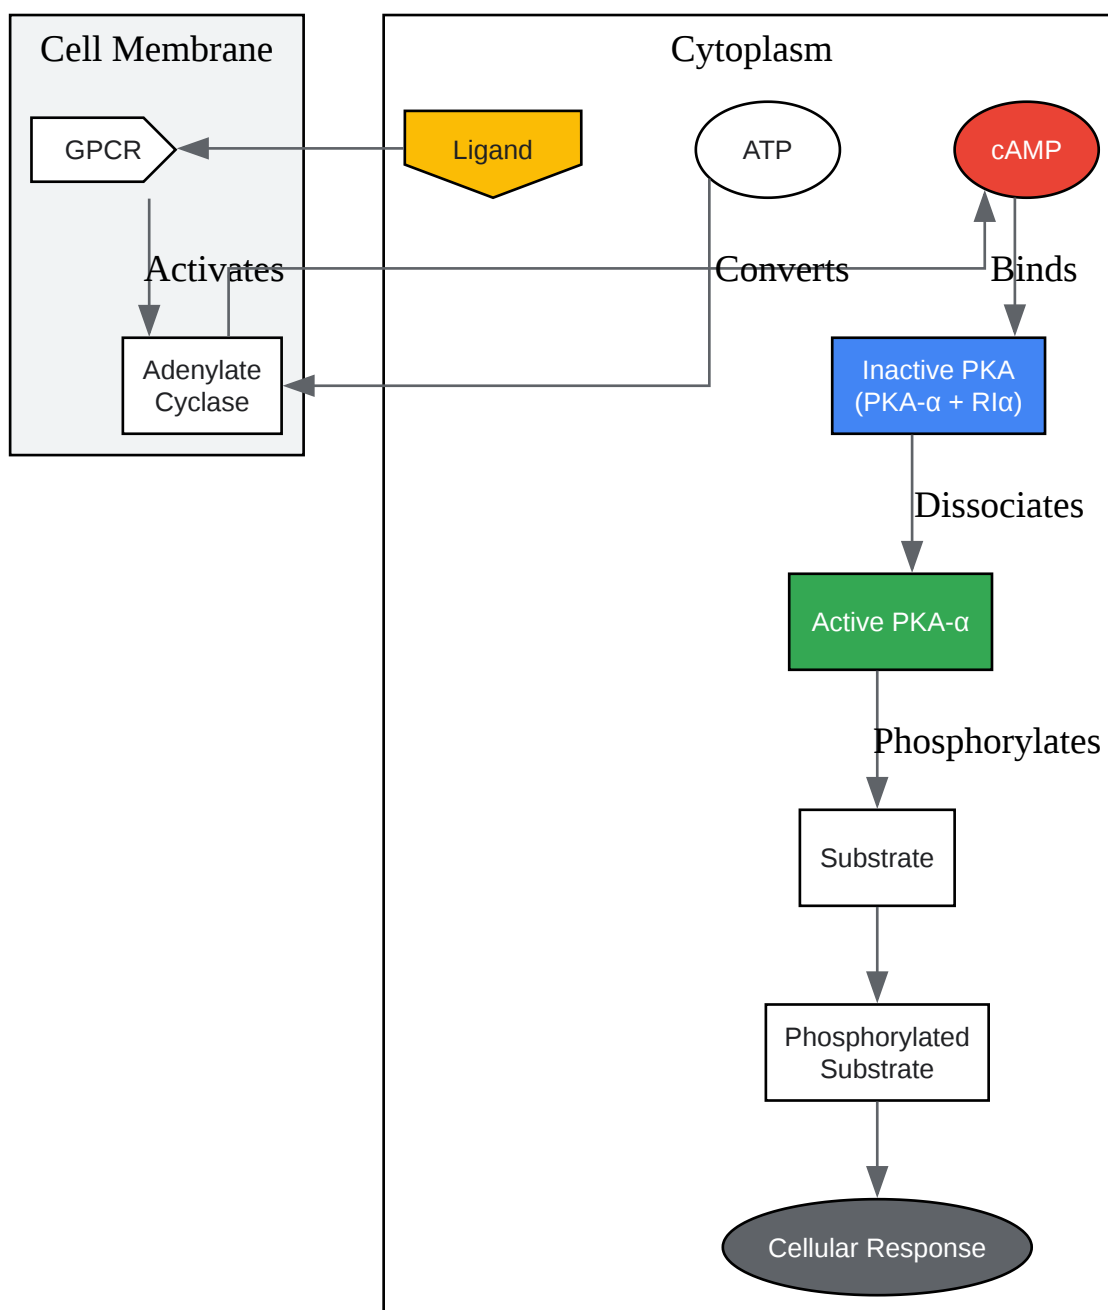 Cell Membrane
Cytoplasm
GPCR
Ligand
ATP
cAMP
Activates
Converts
Binds
Adenylate
Cyclase
Inactive PKA
(PKA-α + RIα)
Dissociates
Active PKA-α
Phosphorylates
Substrate
Phosphorylated
Substrate
Cellular Response